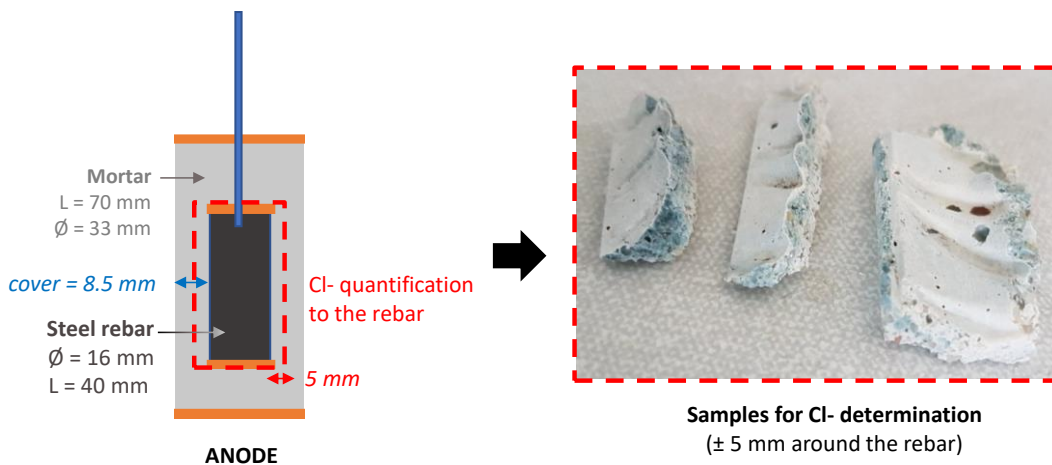 Mortar
L = 70 mm
Ø = 33 mm
cover = 8.5 mm
Steel rebar
Ø = 16 mm
L = 40 mm
Cl- quantification
to the rebar
5 mm
ANODE
Samples for Cl- determination
(± 5 mm around the rebar)